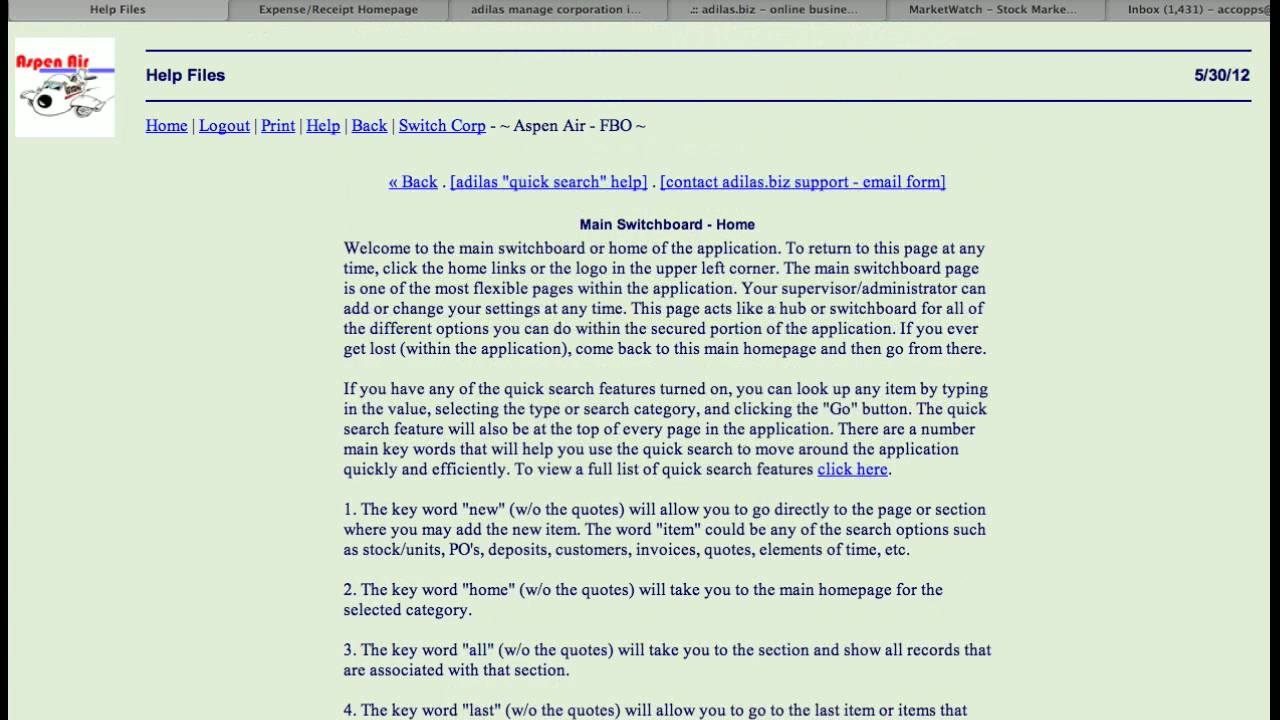 Help Files
Expense/Receipt Homepage
adilas manage corporation i...
.:: adilas.biz – online busine...
MarketWatch – Stock Marke...
Inbox (1,431) – accopps@
Aspen Air
Help Files
5/30/12
Home | Logout | Print | Help | Back | Switch Corp - ~ Aspen Air - FBO ~
« Back . [adilas "quick search" help] . [contact adilas.biz support - email form]
Main Switchboard - Home
Welcome to the main switchboard or home of the application. To return to this page at any
time, click the home links or the logo in the upper left corner. The main switchboard page
is one of the most flexible pages within the application. Your supervisor/administrator can
add or change your settings at any time. This page acts like a hub or switchboard for all of
the different options you can do within the secured portion of the application. If you ever
get lost (within the application), come back to this main homepage and then go from there.
If you have any of the quick search features turned on, you can look up any item by typing
in the value, selecting the type or search category, and clicking the "Go" button. The quick
search feature will also be at the top of every page in the application. There are a number
main key words that will help you use the quick search to move around the application
quickly and efficiently. To view a full list of quick search features click here.
1. The key word "new" (w/o the quotes) will allow you to go directly to the page or section
where you may add the new item. The word "item" could be any of the search options such
as stock/units, PO's, deposits, customers, invoices, quotes, elements of time, etc.
2. The key word "home" (w/o the quotes) will take you to the main homepage for the
selected category.
3. The key word "all" (w/o the quotes) will take you to the section and show all records that
are associated with that section.
4. The key word "last" (w/o the quotes) will allow you to go to the last item or items that